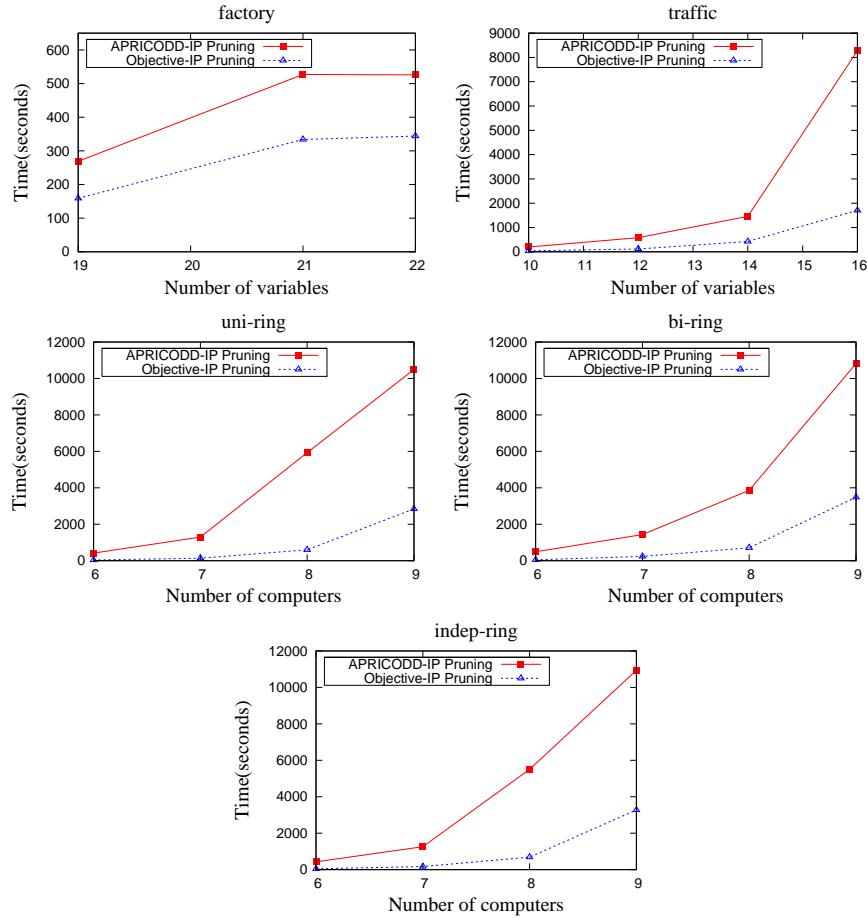 factory
APRICODD-IP Pruning
Objective-IP Pruning
Time(seconds)
0
100
200
300
400
500
600
19
20
21
22
Number of variables
traffic
APRICODD-IP Pruning
Objective-IP Pruning
Time(seconds)
0
1000
2000
3000
4000
5000
6000
7000
8000
9000
10
11
12
13
14
15
16
Number of variables
uni-ring
APRICODD-IP Pruning
Objective-IP Pruning
Time(seconds)
0
2000
4000
6000
8000
10000
12000
6
7
8
9
Number of computers
bi-ring
APRICODD-IP Pruning
Objective-IP Pruning
Time(seconds)
0
2000
4000
6000
8000
10000
12000
6
7
8
9
Number of computers
indep-ring
APRICODD-IP Pruning
Objective-IP Pruning
Time(seconds)
0
2000
4000
6000
8000
10000
12000
6
7
8
9
Number of computers